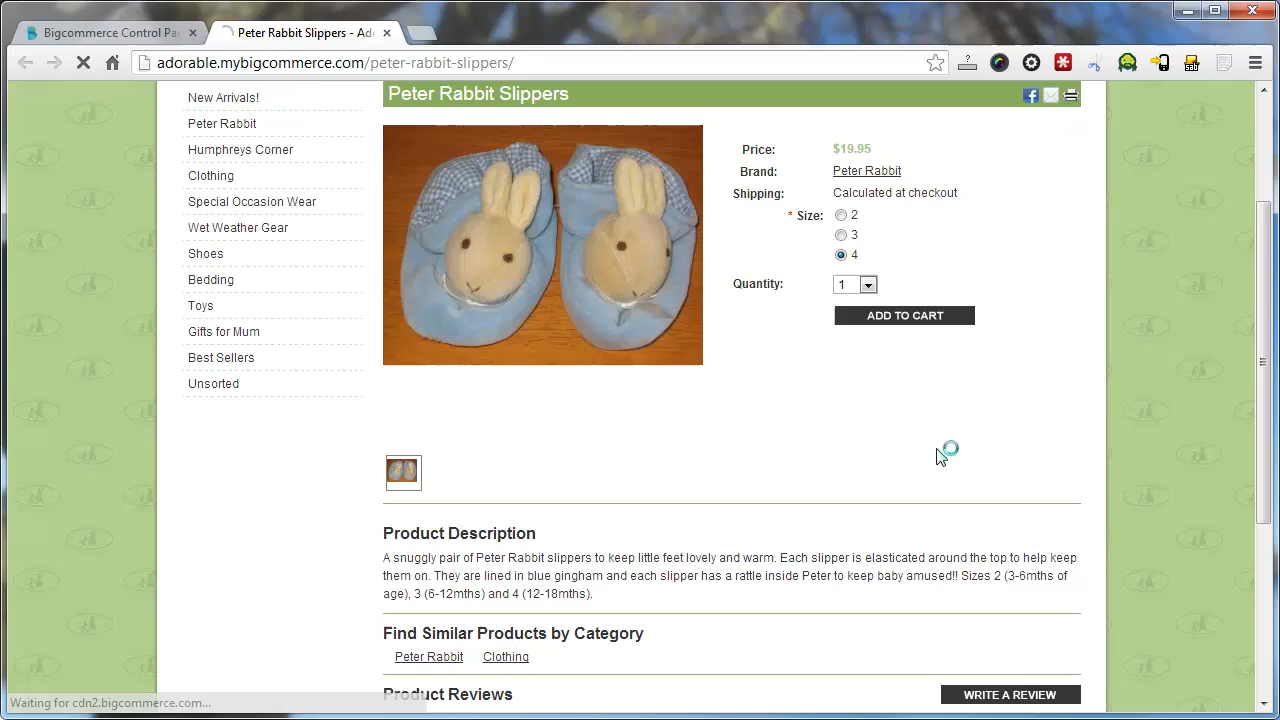 Bigcommerce Control Pa
Peter Rabbit Slippers - Ado
adorable.mybigcommerce.com/peter-rabbit-slippers/
New Arrivals!
Peter Rabbit
Humphreys Corner
Clothing
Special Occasion Wear
Wet Weather Gear
Shoes
Bedding
Toys
Gifts for Mum
Best Sellers
Unsorted
Peter Rabbit Slippers
Price: $19.95
Brand: Peter Rabbit
Shipping: Calculated at checkout
* Size: 2
3
4
Quantity: 1
ADD TO CART
Product Description
A snuggly pair of Peter Rabbit slippers to keep little feet lovely and warm. Each slipper is elasticated around the top to help keep
them on. They are lined in blue gingham and each slipper has a rattle inside Peter to keep baby amused!! Sizes 2 (3-6mths of
age), 3 (6-12mths) and 4 (12-18mths).
Find Similar Products by Category
Peter Rabbit Clothing
Product Reviews
WRITE A REVIEW
Waiting for cdn2.bigcommerce.com...